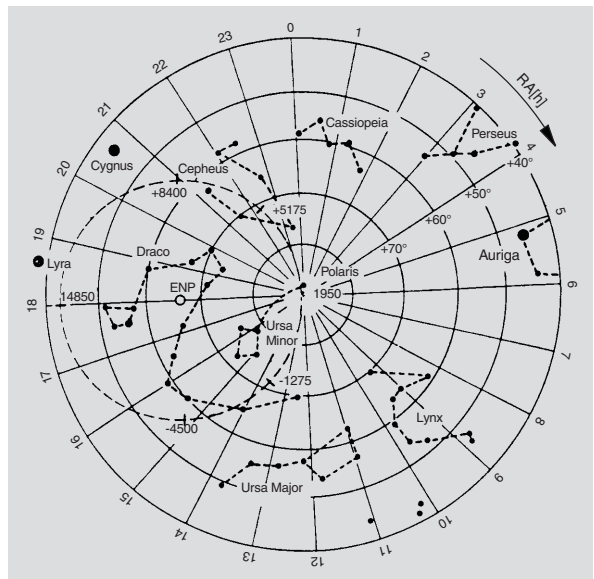 0
1
23
2
22
RA[h]
3
21
Cassiopeia
Perseus
4
+40°
Cygnus
Cepheus
20
+50°
+8400
+5175
+60°
5
19
Draco
+70°
Auriga
Lyra
Polaris
ENP
6
18
14850
1950
Ursa
Minor
7
17
-1275
Lynx
8
16
-4500
9
Ursa Major
15
10
14
13
11
12